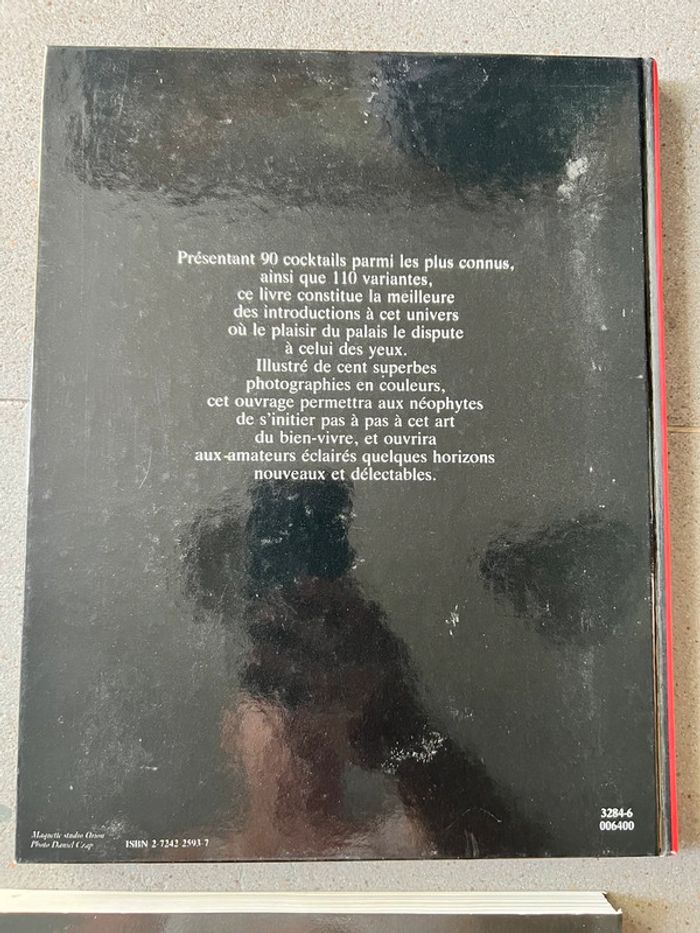 Présentant 90 cocktails parmi les plus connus,
ainsi que 110 variantes,
ce livre constitue la meilleure
des introductions à cet univers
où le plaisir du palais le dispute
à celui des yeux.
Illustré de cent superbes
photographies en couleurs,
cet ouvrage permettra aux néophytes
de s'initier pas à pas à cet art
du bien-vivre, et ouvrira
aux amateurs éclairés quelques horizons
nouveaux et délectables.
3284-6
006400
Maquette studio Orion
Photo Daniel Czap
ISBN 2-7242 2593-7